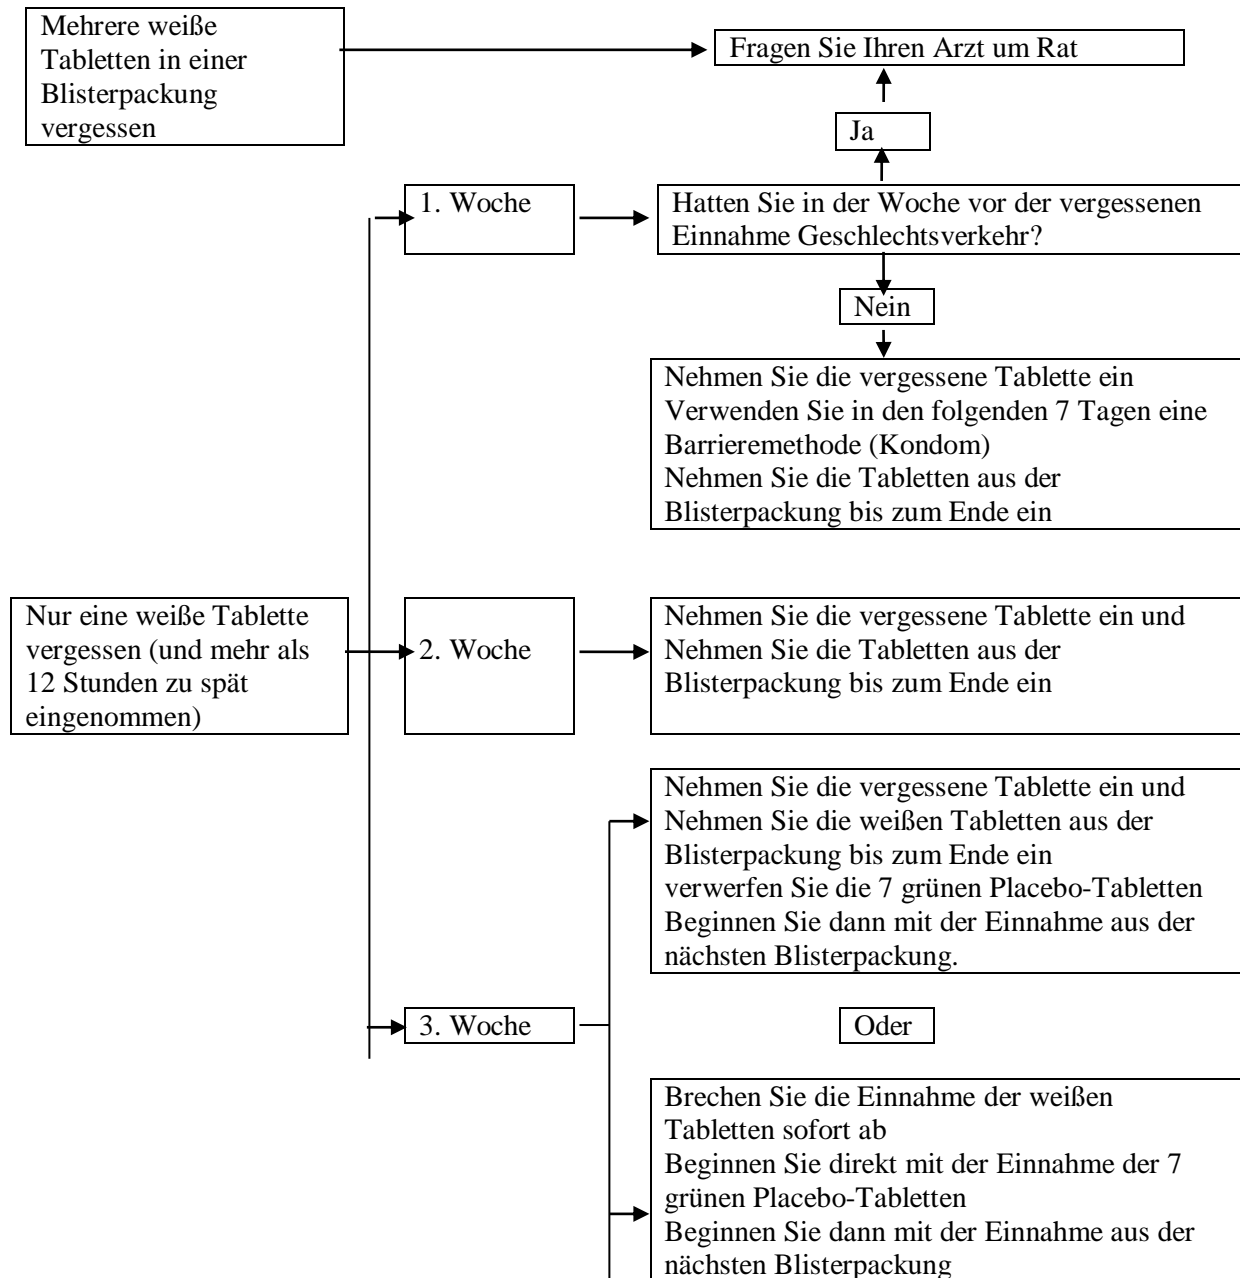 Mehrere weiße
Tabletten in einer
Blisterpackung
vergessen
Fragen Sie Ihren Arzt um Rat
Ja
1. Woche
Hatten Sie in der Woche vor der vergessenen
Einnahme Geschlechtsverkehr?
Nein
Nehmen Sie die vergessene Tablette ein
Verwenden Sie in den folgenden 7 Tagen eine
Barrieremethode (Kondom)
Nehmen Sie die Tabletten aus der
Blisterpackung bis zum Ende ein
Nur eine weiße Tablette
vergessen (und mehr als
12 Stunden zu spät
eingenommen)
2. Woche
Nehmen Sie die vergessene Tablette ein und
Nehmen Sie die Tabletten aus der
Blisterpackung bis zum Ende ein
Nehmen Sie die vergessene Tablette ein und
Nehmen Sie die weißen Tabletten aus der
Blisterpackung bis zum Ende ein
verwerfen Sie die 7 grünen Placebo-Tabletten
Beginnen Sie dann mit der Einnahme aus der
nächsten Blisterpackung.
3. Woche
Oder
Brechen Sie die Einnahme der weißen
Tabletten sofort ab
Beginnen Sie direkt mit der Einnahme der 7
grünen Placebo-Tabletten
Beginnen Sie dann mit der Einnahme aus der
nächsten Blisterpackung